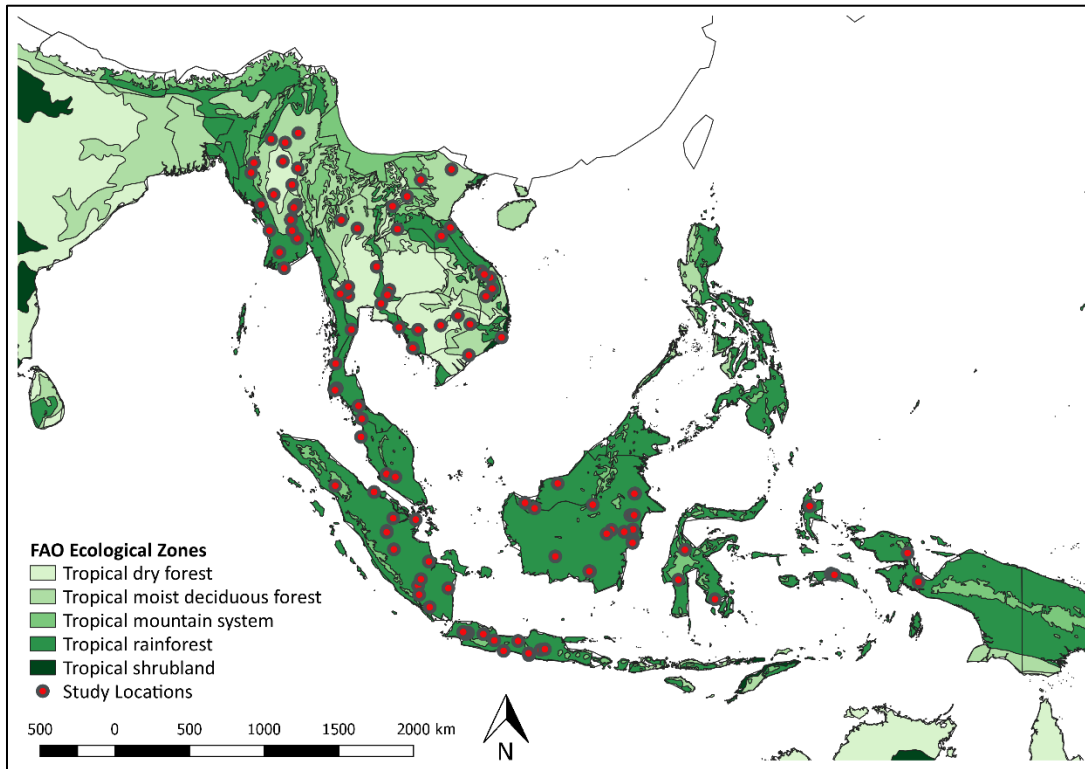 FAO Ecological Zones
Tropical dry forest
Tropical moist deciduous forest
Tropical mountain system
Tropical rainforest
Tropical shrubland
Study Locations
500 0 500 1000 1500 2000 km
N